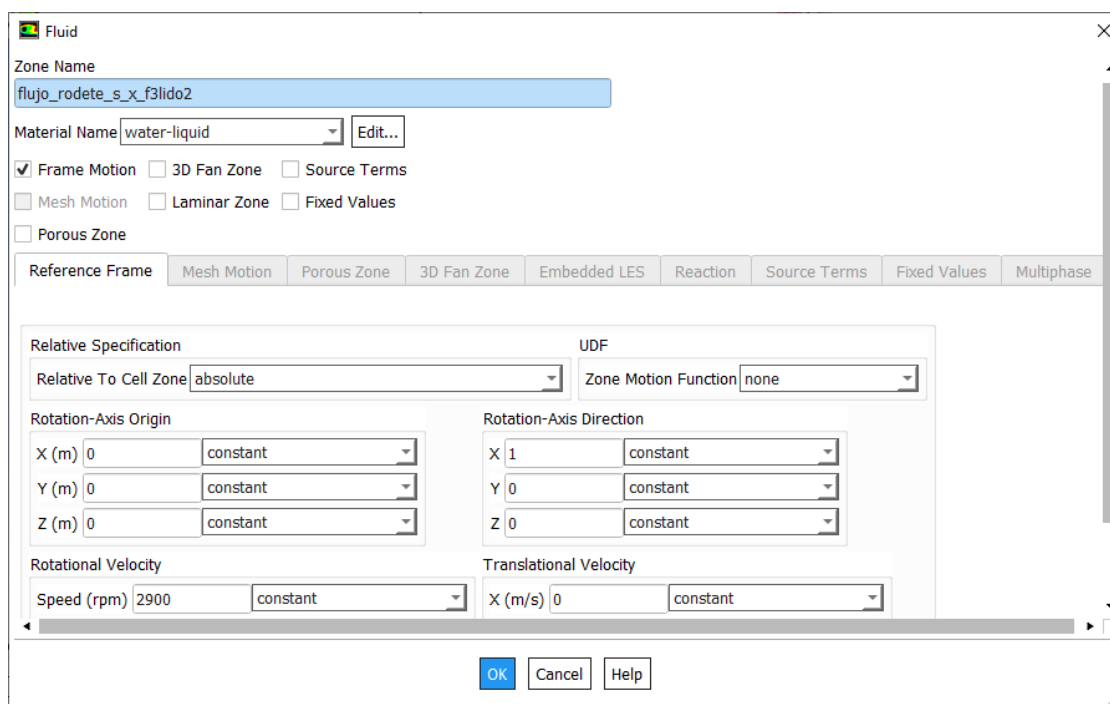 Fluid
Zone Name
flujo_rodete_s_x_f3lido2
Material Name water-liquid Edit...
Frame Motion 3D Fan Zone Source Terms
Mesh Motion Laminar Zone Fixed Values
Porous Zone
Reference Frame Mesh Motion Porous Zone 3D Fan Zone Embedded LES Reaction Source Terms Fixed Values Multiphase
Relative Specification UDF
Relative To Cell Zone absolute Zone Motion Function none
Rotation-Axis Origin Rotation-Axis Direction
X (m) 0 constant X 1 constant
Y (m) 0 constant Y 0 constant
Z (m) 0 constant Z 0 constant
Rotational Velocity Translational Velocity
Speed (rpm) 2900 constant X (m/s) 0 constant
OK Cancel Help